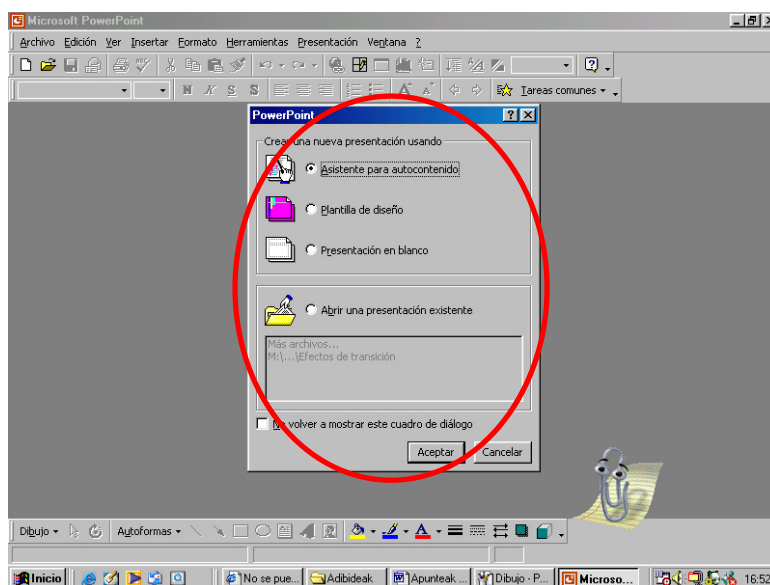 Microsoft PowerPoint
Archivo Edición Ver Insertar Formato Herramientas Presentación Ventana ?
N K S S Tareas comunes
PowerPoint
Crear una nueva presentación usando
Asistente para autocontenido
Plantilla de diseño
Presentación en blanco
Abrir una presentación existente
Más archivos...
M:\...\Efectos de transición
No volver a mostrar este cuadro de diálogo
Aceptar Cancelar
Dibujo Autoformas
Inicio No se pue... Adibideak Apunteak ... Dibujo - P... Microso... 16:52